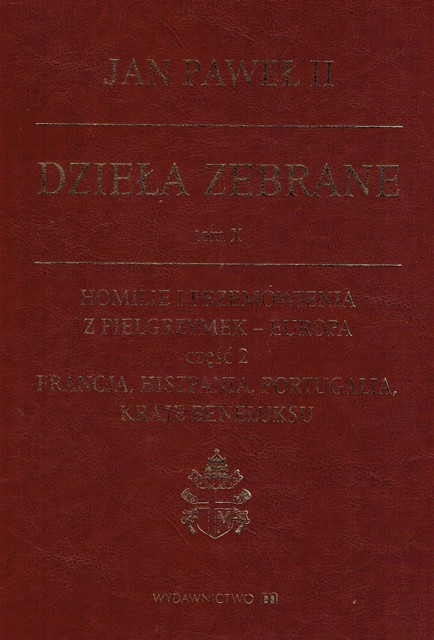 JAN PAWEŁ II
DZIEŁA ZEBRANE
tom X
HOMILIE I PRZEMÓWIENIA
Z PIELGRZYMEK – EUROPA
część 2
FRANCJA, HISZPANIA, PORTUGALIA,
KRAJE BENELUKSU
M
WYDAWNICTWO M